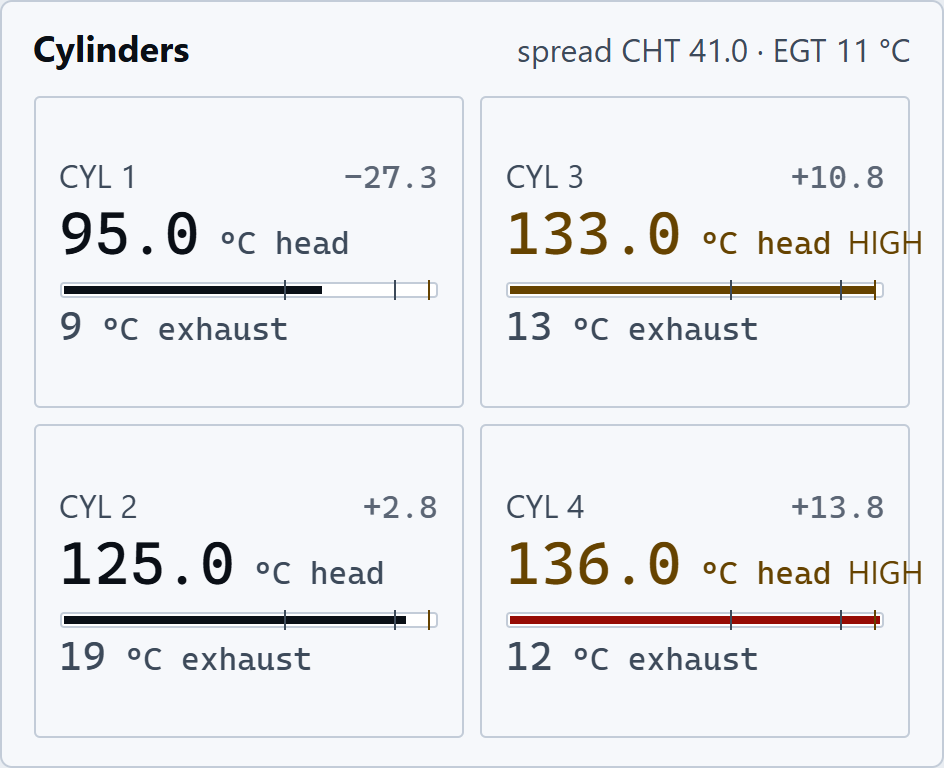 Cylinders
spread CHT 41.0 · EGT 11 °C
CYL 1
−27.3
95.0 °C head
9 °C exhaust
CYL 3
+10.8
133.0 °C head HIGH
13 °C exhaust
CYL 2
+2.8
125.0 °C head
19 °C exhaust
CYL 4
+13.8
136.0 °C head HIGH
12 °C exhaust